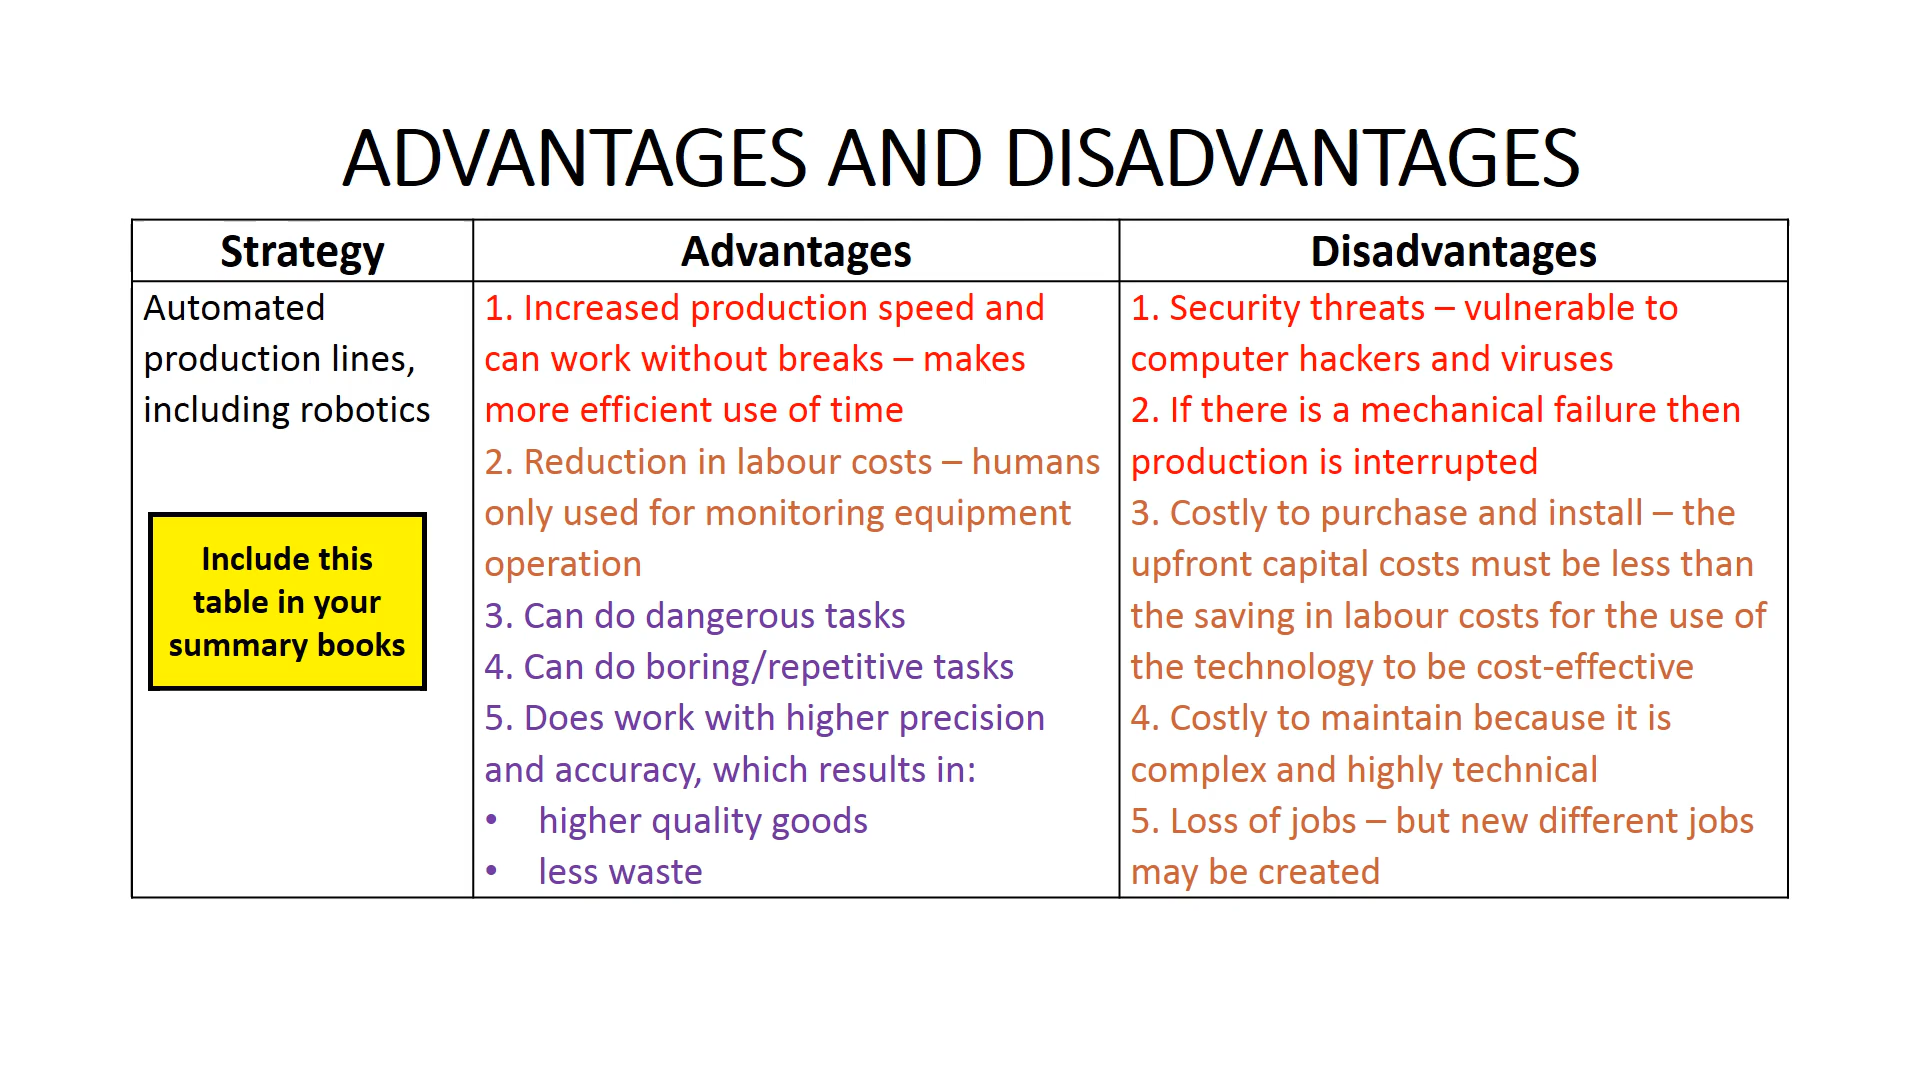 ADVANTAGES AND DISADVANTAGES
Strategy
Advantages
Disadvantages
Automated
production lines,
including robotics
Include this
table in your
summary books
1. Increased production speed and
can work without breaks – makes
more efficient use of time
2. Reduction in labour costs – humans
only used for monitoring equipment
operation
3. Can do dangerous tasks
4. Can do boring/repetitive tasks
5. Does work with higher precision
and accuracy, which results in:
• higher quality goods
• less waste
1. Security threats – vulnerable to
computer hackers and viruses
2. If there is a mechanical failure then
production is interrupted
3. Costly to purchase and install – the
upfront capital costs must be less than
the saving in labour costs for the use of
the technology to be cost-effective
4. Costly to maintain because it is
complex and highly technical
5. Loss of jobs – but new different jobs
may be created